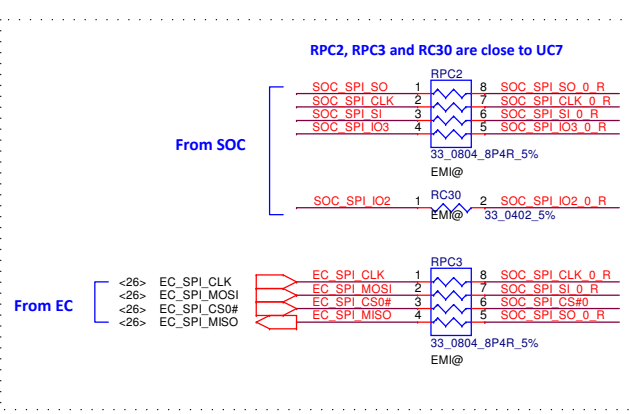 RPC2, RPC3 and RC30 are close to UC7
RPC2
SOC_SPI_SO 1 8 SOC_SPI_SO_0_R
SOC_SPI_CLK 2 7 SOC_SPI_CLK_0_R
SOC_SPI_SI 3 6 SOC_SPI_SI_0_R
SOC_SPI_IO3 4 5 SOC_SPI_IO3_0_R
From SOC
33_0804_8P4R_5%
EMI@
RC30
SOC_SPI_IO2 1 2 SOC_SPI_IO2_0_R
EMI@ 33_0402_5%
RPC3
<26> EC_SPI_CLK EC_SPI_CLK 1 8 SOC_SPI_CLK_0_R
<26> EC_SPI_MOSI EC_SPI_MOSI 2 7 SOC_SPI_SI_0_R
<26> EC_SPI_CS0# EC_SPI_CS0# 3 6 SOC_SPI_CS#0
<26> EC_SPI_MISO EC_SPI_MISO 4 5 SOC_SPI_SO_0_R
From EC
33_0804_8P4R_5%
EMI@